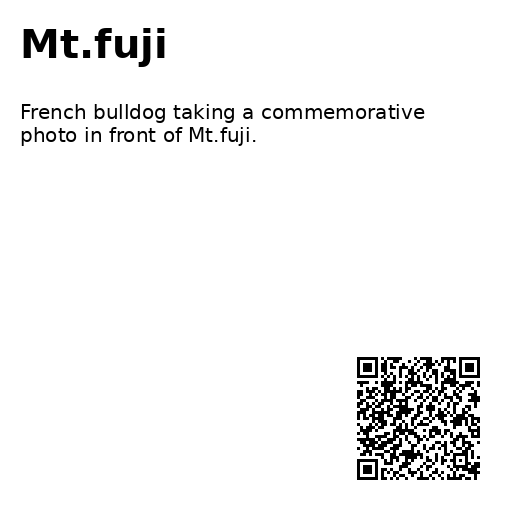 Mt.fuji
French bulldog taking a commemorative
photo in front of Mt.fuji.